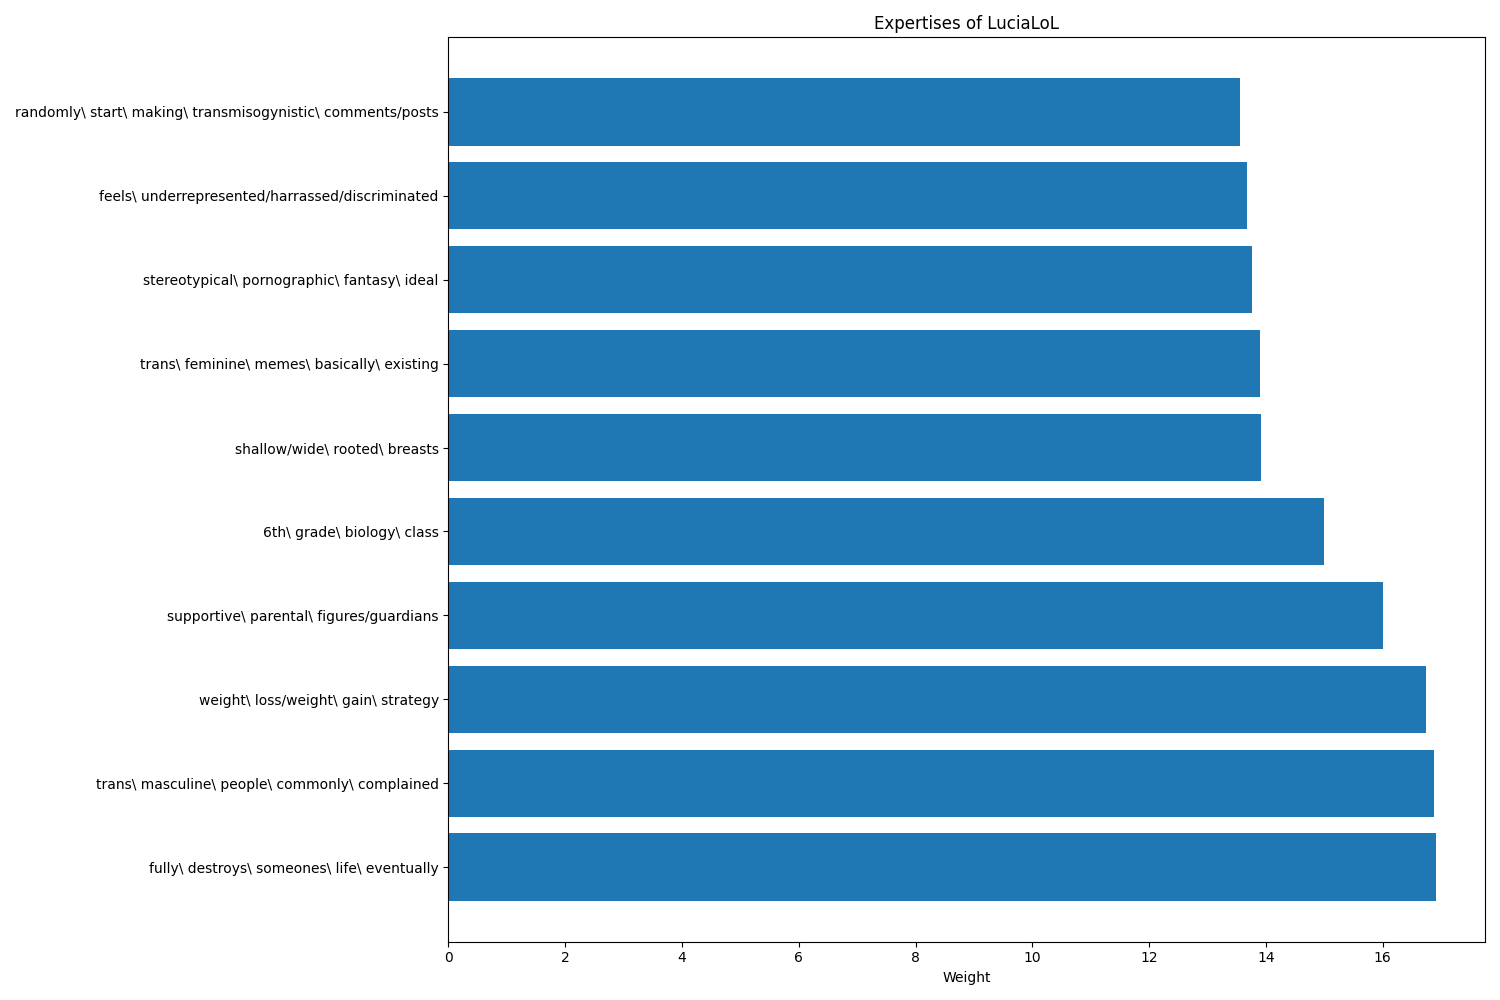 Expertises of LuciaLoL
randomly\ start\ making\ transmisogynistic\ comments/posts
feels\ underrepresented/harrassed/discriminated
stereotypical\ pornographic\ fantasy\ ideal
trans\ feminine\ memes\ basically\ existing
shallow/wide\ rooted\ breasts
6th\ grade\ biology\ class
supportive\ parental\ figures/guardians
weight\ loss/weight\ gain\ strategy
trans\ masculine\ people\ commonly\ complained
fully\ destroys\ someones\ life\ eventually
0 2 4 6 8 10 12 14 16
Weight